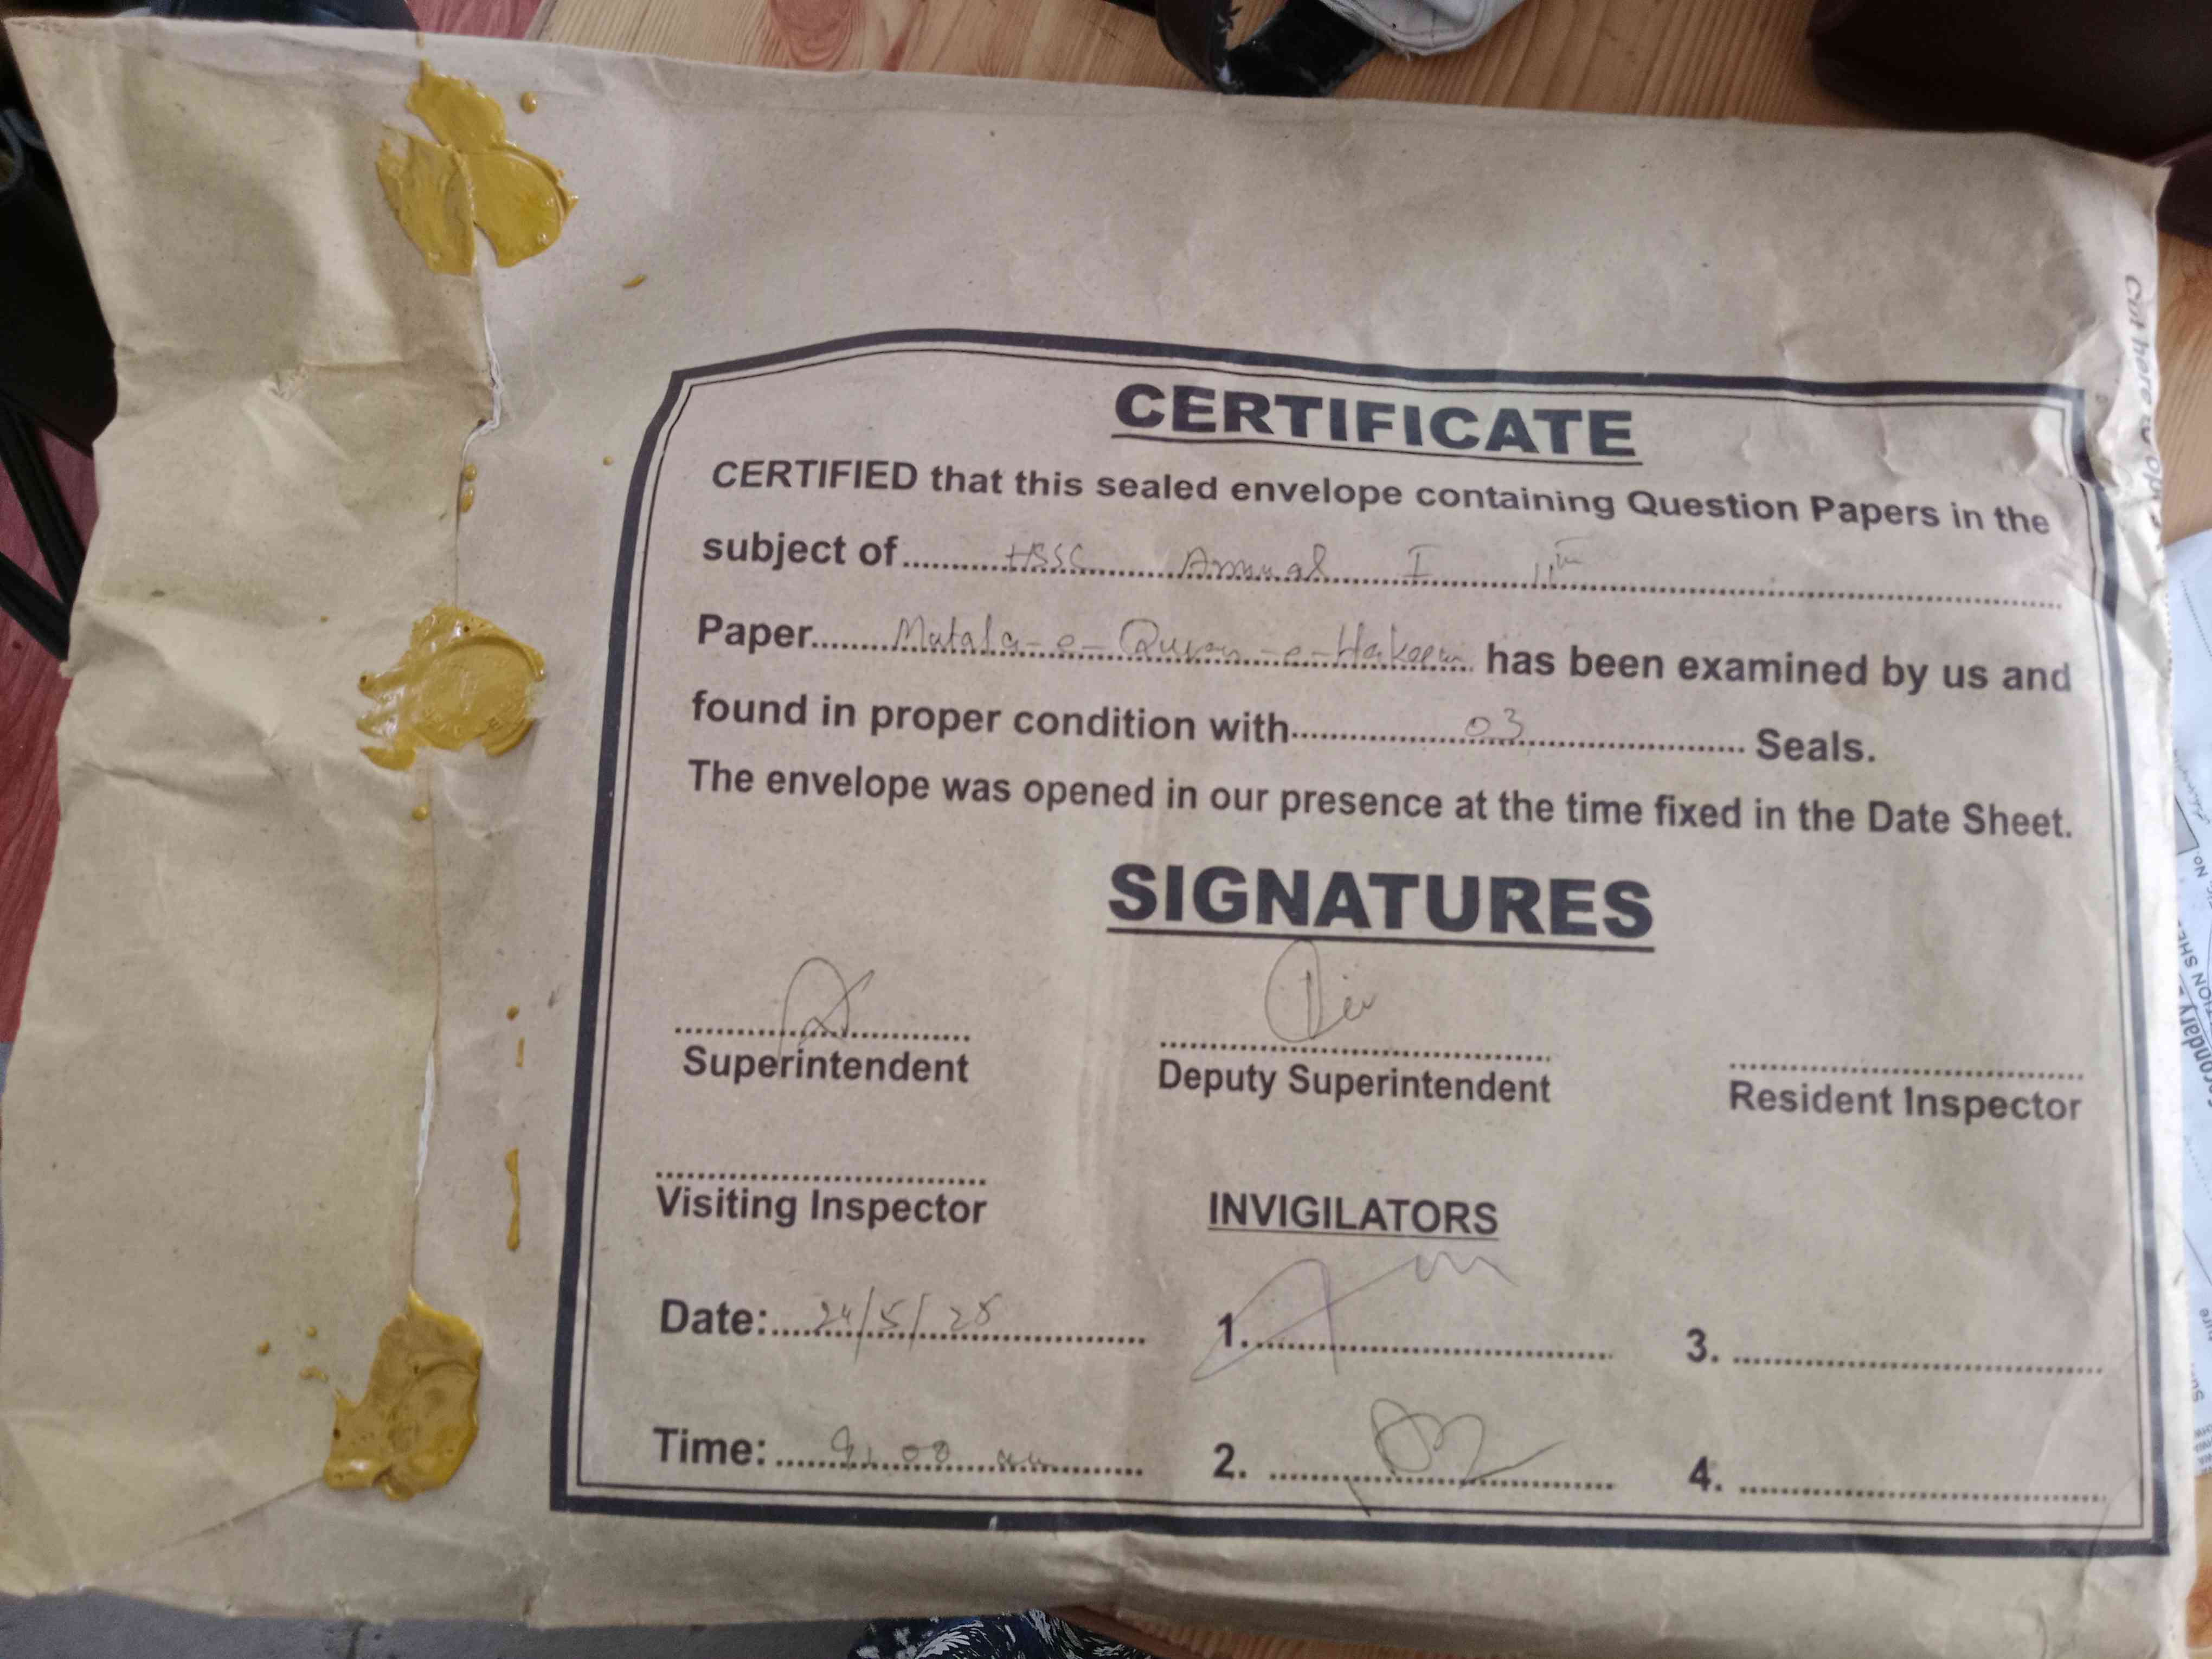 CERTIFICATE
CERTIFIED that this sealed envelope containing Question Papers in the
subject of HSSC Annual I 11th
Paper Mutala-e-Quran-e-Hakeem has been examined by us and
found in proper condition with 03 Seals.
The envelope was opened in our presence at the time fixed in the Date Sheet.
SIGNATURES
Superintendent
Deputy Superintendent
Resident Inspector
Visiting Inspector
INVIGILATORS
Date: 24/5/25
1.
3.
Time: 9:00 am
2.
4.
Cut here to